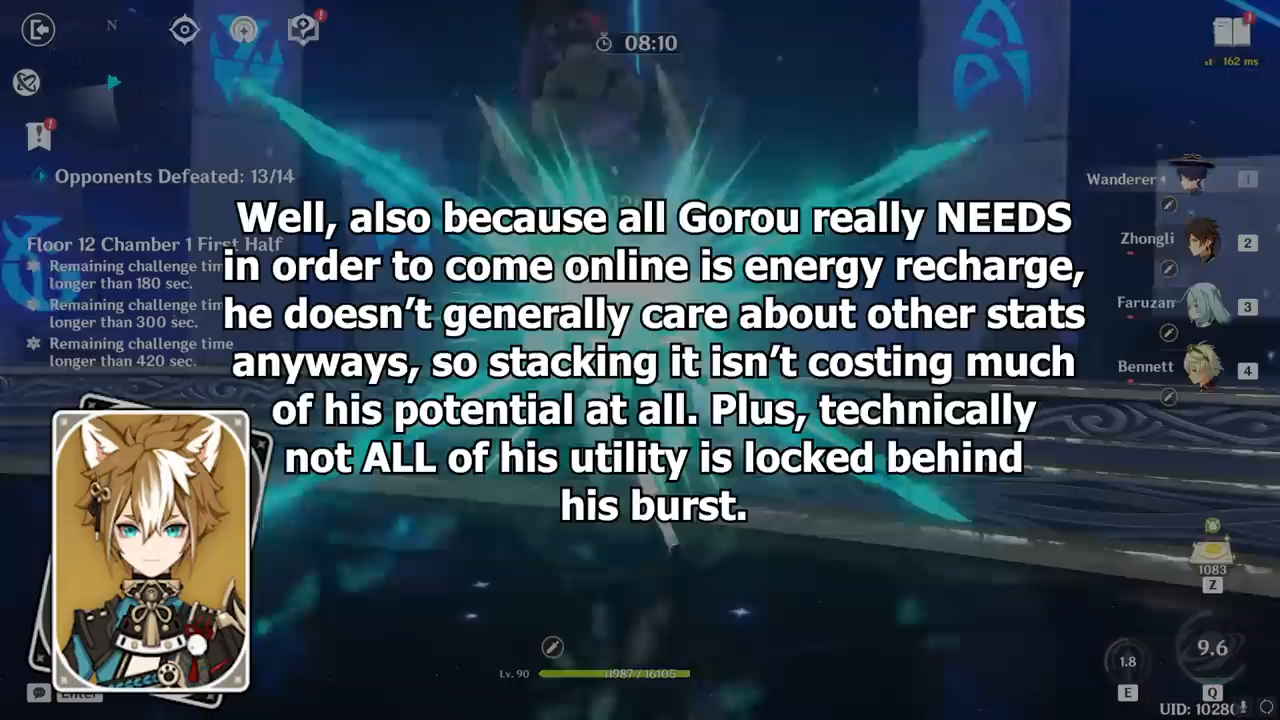 N
08:10
162 ms
Opponents Defeated: 13/14
Wanderer
1
Well, also because all Gorou really NEEDS
in order to come online is energy recharge,
he doesn’t generally care about other stats
anyways, so stacking it isn’t costing much
of his potential at all. Plus, technically
not ALL of his utility is locked behind
his burst.
Floor 12 Chamber 1 First Half
Remaining challenge tim
longer than 180 sec.
Remaining challenge tim
longer than 300 sec.
Remaining challenge time
longer than 420 sec.
Zhongli
2
Faruzan
3
Bennett
4
1083
Z
Lv. 90
/ 16105
1.8
E
9.6
Q
Enter
UID: 1028